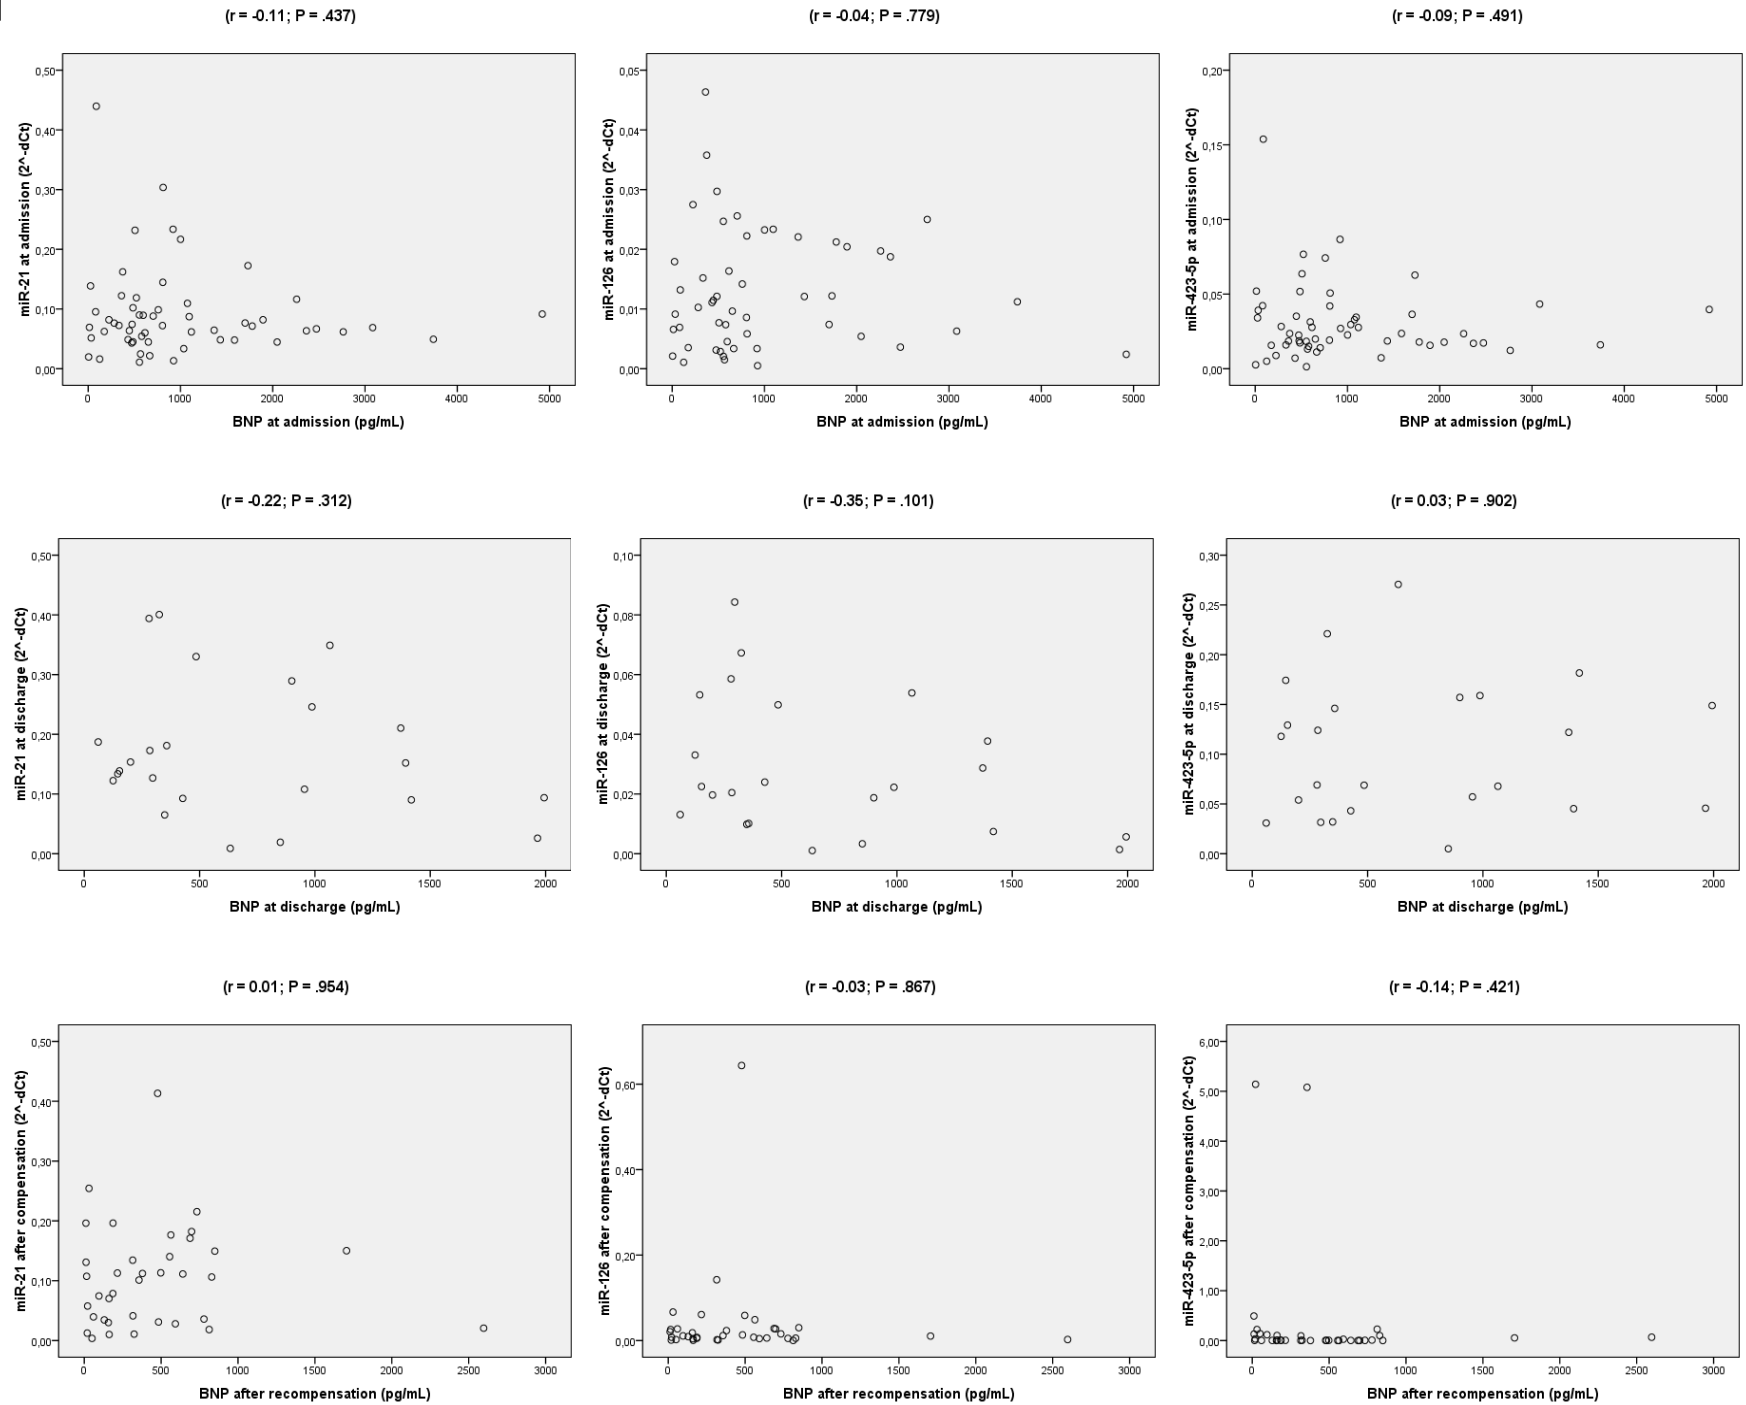 (r = -0.11; P = .437)
(r = -0.04; P = .779)
(r = -0.09; P = .491)
miR-21 at admission (2^-dCt)
0,50
0,40
0,30
0,20
0,10
0,00
0 1000 2000 3000 4000 5000
BNP at admission (pg/mL)
miR-126 at admission (2^-dCt)
0,05
0,04
0,03
0,02
0,01
0,00
0 1000 2000 3000 4000 5000
BNP at admission (pg/mL)
miR-423-5p at admission (2^-dCt)
0,20
0,15
0,10
0,05
0,00
0 1000 2000 3000 4000 5000
BNP at admission (pg/mL)
(r = -0.22; P = .312)
(r = -0.35; P = .101)
(r = 0.03; P = .902)
miR-21 at discharge (2^-dCt)
0,50
0,40
0,30
0,20
0,10
0,00
0 500 1000 1500 2000
BNP at discharge (pg/mL)
miR-126 at discharge (2^-dCt)
0,10
0,08
0,06
0,04
0,02
0,00
0 500 1000 1500 2000
BNP at discharge (pg/mL)
miR-423-5p at discharge (2^-dCt)
0,30
0,25
0,20
0,15
0,10
0,05
0,00
0 500 1000 1500 2000
BNP at discharge (pg/mL)
(r = 0.01; P = .954)
(r = -0.03; P = .867)
(r = -0.14; P = .421)
miR-21 after compensation (2^-dCt)
0,50
0,40
0,30
0,20
0,10
0,00
0 500 1000 1500 2000 2500 3000
BNP after recompensation (pg/mL)
miR-126 after compensation (2^-dCt)
0,60
0,40
0,20
0,00
0 500 1000 1500 2000 2500 3000
BNP after recompensation (pg/mL)
miR-423-5p after compensation (2^-dCt)
6,00
5,00
4,00
3,00
2,00
1,00
0,00
0 500 1000 1500 2000 2500 3000
BNP after recompensation (pg/mL)